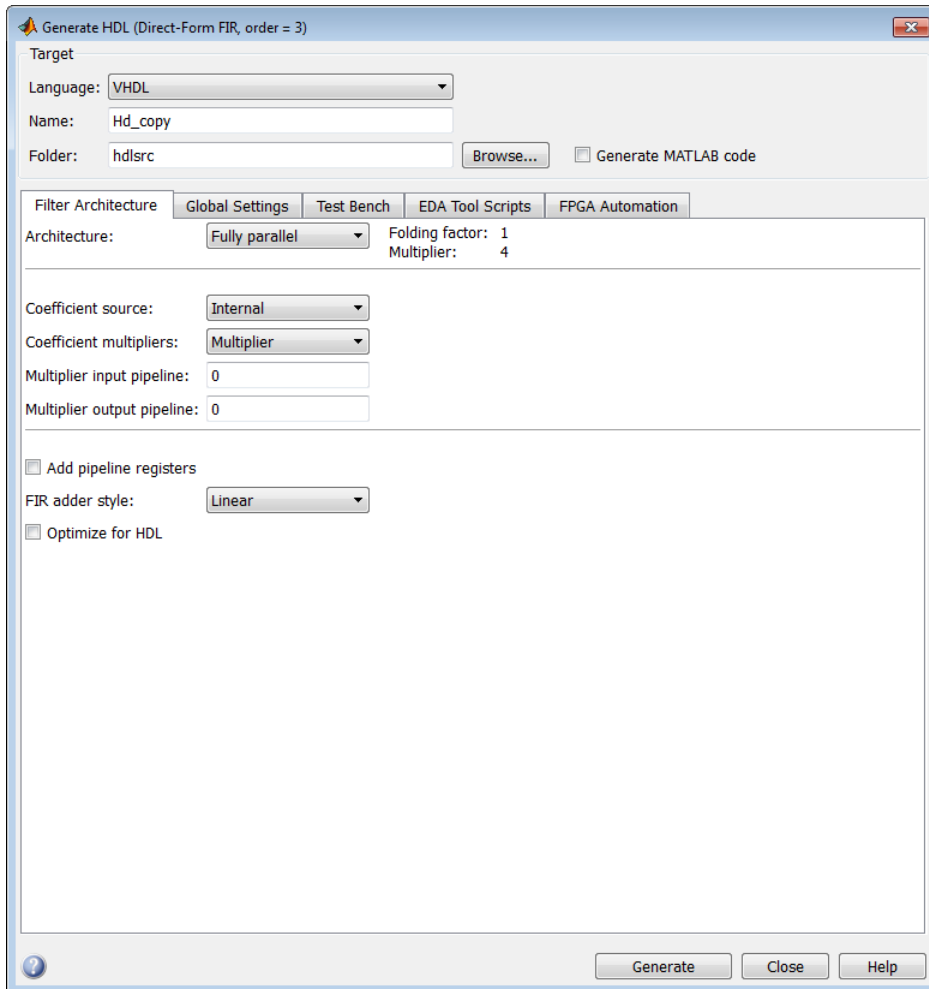 Generate HDL (Direct-Form FIR, order = 3)
Target
Language: VHDL
Name: Hd_copy
Folder: hdlsrc Browse... Generate MATLAB code
Filter Architecture Global Settings Test Bench EDA Tool Scripts FPGA Automation
Architecture: Fully parallel Folding factor: 1
Multiplier: 4
Coefficient source: Internal
Coefficient multipliers: Multiplier
Multiplier input pipeline: 0
Multiplier output pipeline: 0
Add pipeline registers
FIR adder style: Linear
Optimize for HDL
? Generate Close Help